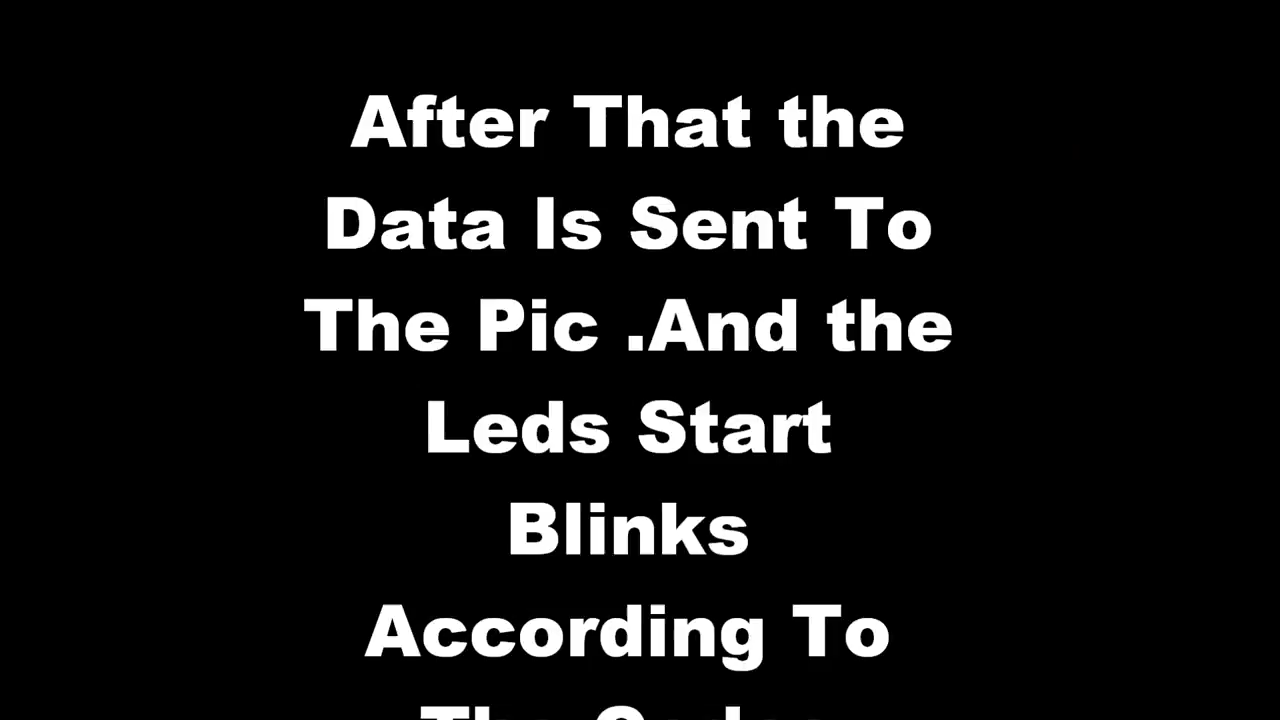 After That the
Data Is Sent To
The Pic .And the
Leds Start
Blinks
According To